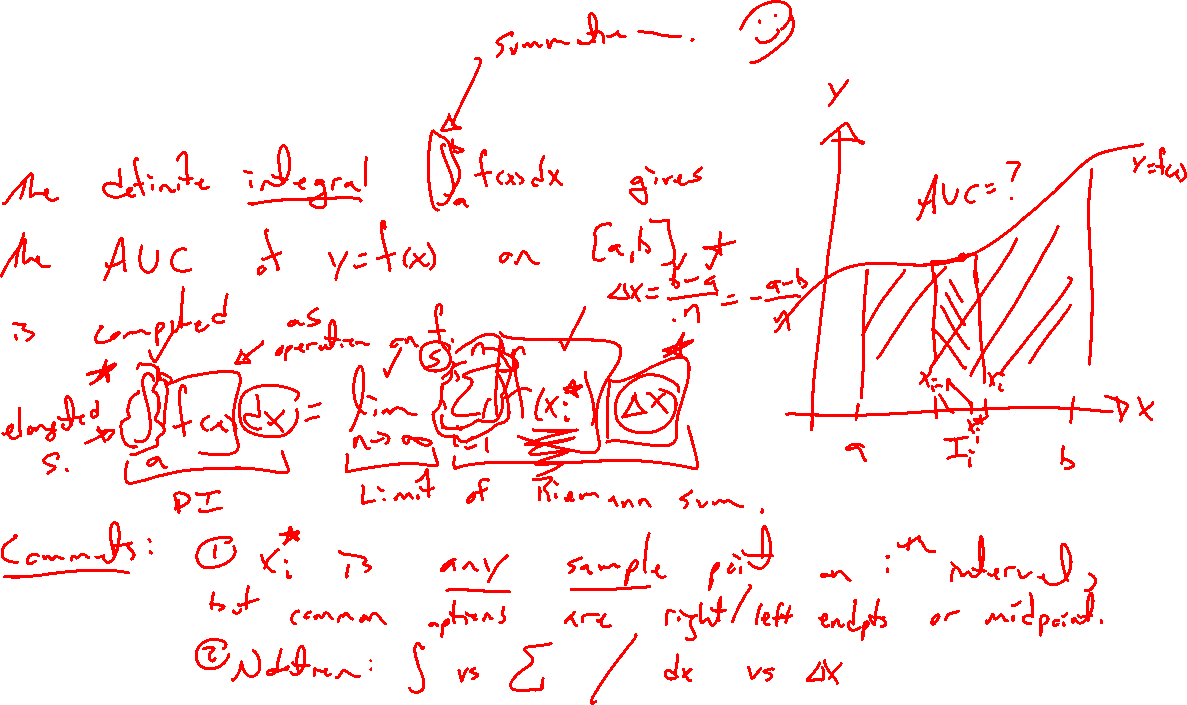 summation.
The definite integral ∫ₐᵇ f(x)dx gives
the AUC of y=f(x) on [a,b],
Δx = b-a/n = -a-b/n
is computed as
operation on f.
elongated S.
∫ₐᵇ f(x) dx = lim n→∞ Σ i=1 n f(xᵢ*) Δx
S
DI
Limit of Riemann sum.
Y
AUC=?
y=f(x)
xᵢ₋₁ xᵢ
xᵢ*
a Iᵢ b
X
Comments: ① xᵢ* is any sample point on iᵗʰ interval,
but common options are right/left endpts or midpoint.
② Notation: ∫ vs Σ / dx vs Δx